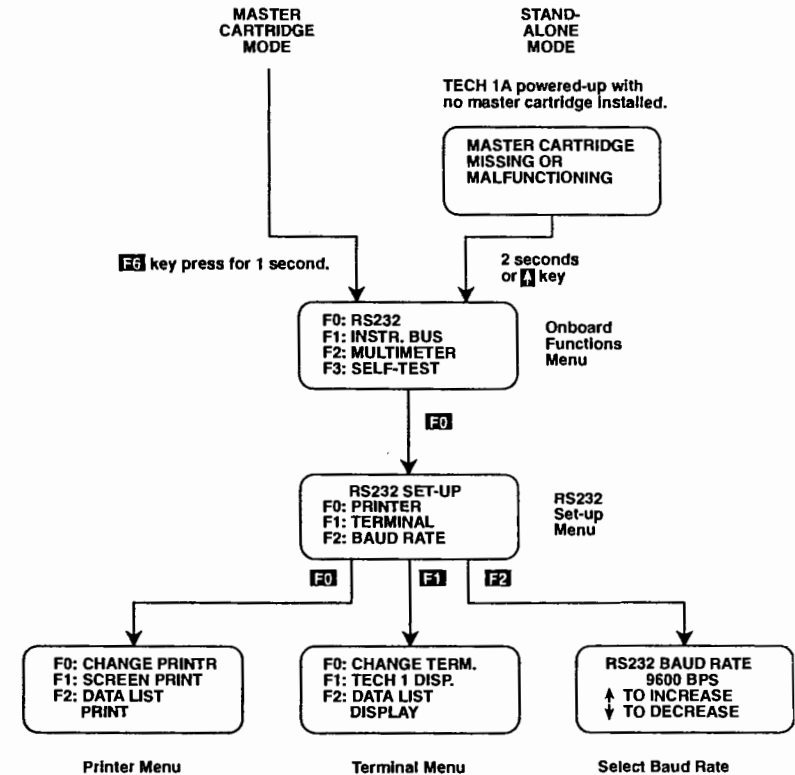 MASTER
CARTRIDGE
MODE
STAND-
ALONE
MODE
TECH 1A powered-up with
no master cartridge installed.
MASTER CARTRIDGE
MISSING OR
MALFUNCTIONING
F6 key press for 1 second.
2 seconds
or ↑ key
F0: RS232
F1: INSTR. BUS
F2: MULTIMETER
F3: SELF-TEST
Onboard
Functions
Menu
F0
RS232 SET-UP
F0: PRINTER
F1: TERMINAL
F2: BAUD RATE
RS232
Set-up
Menu
F0
F1
F2
F0: CHANGE PRINTR
F1: SCREEN PRINT
F2: DATA LIST
PRINT
F0: CHANGE TERM.
F1: TECH 1 DISP.
F2: DATA LIST
DISPLAY
RS232 BAUD RATE
9600 BPS
↑ TO INCREASE
↓ TO DECREASE
Printer Menu
Terminal Menu
Select Baud Rate